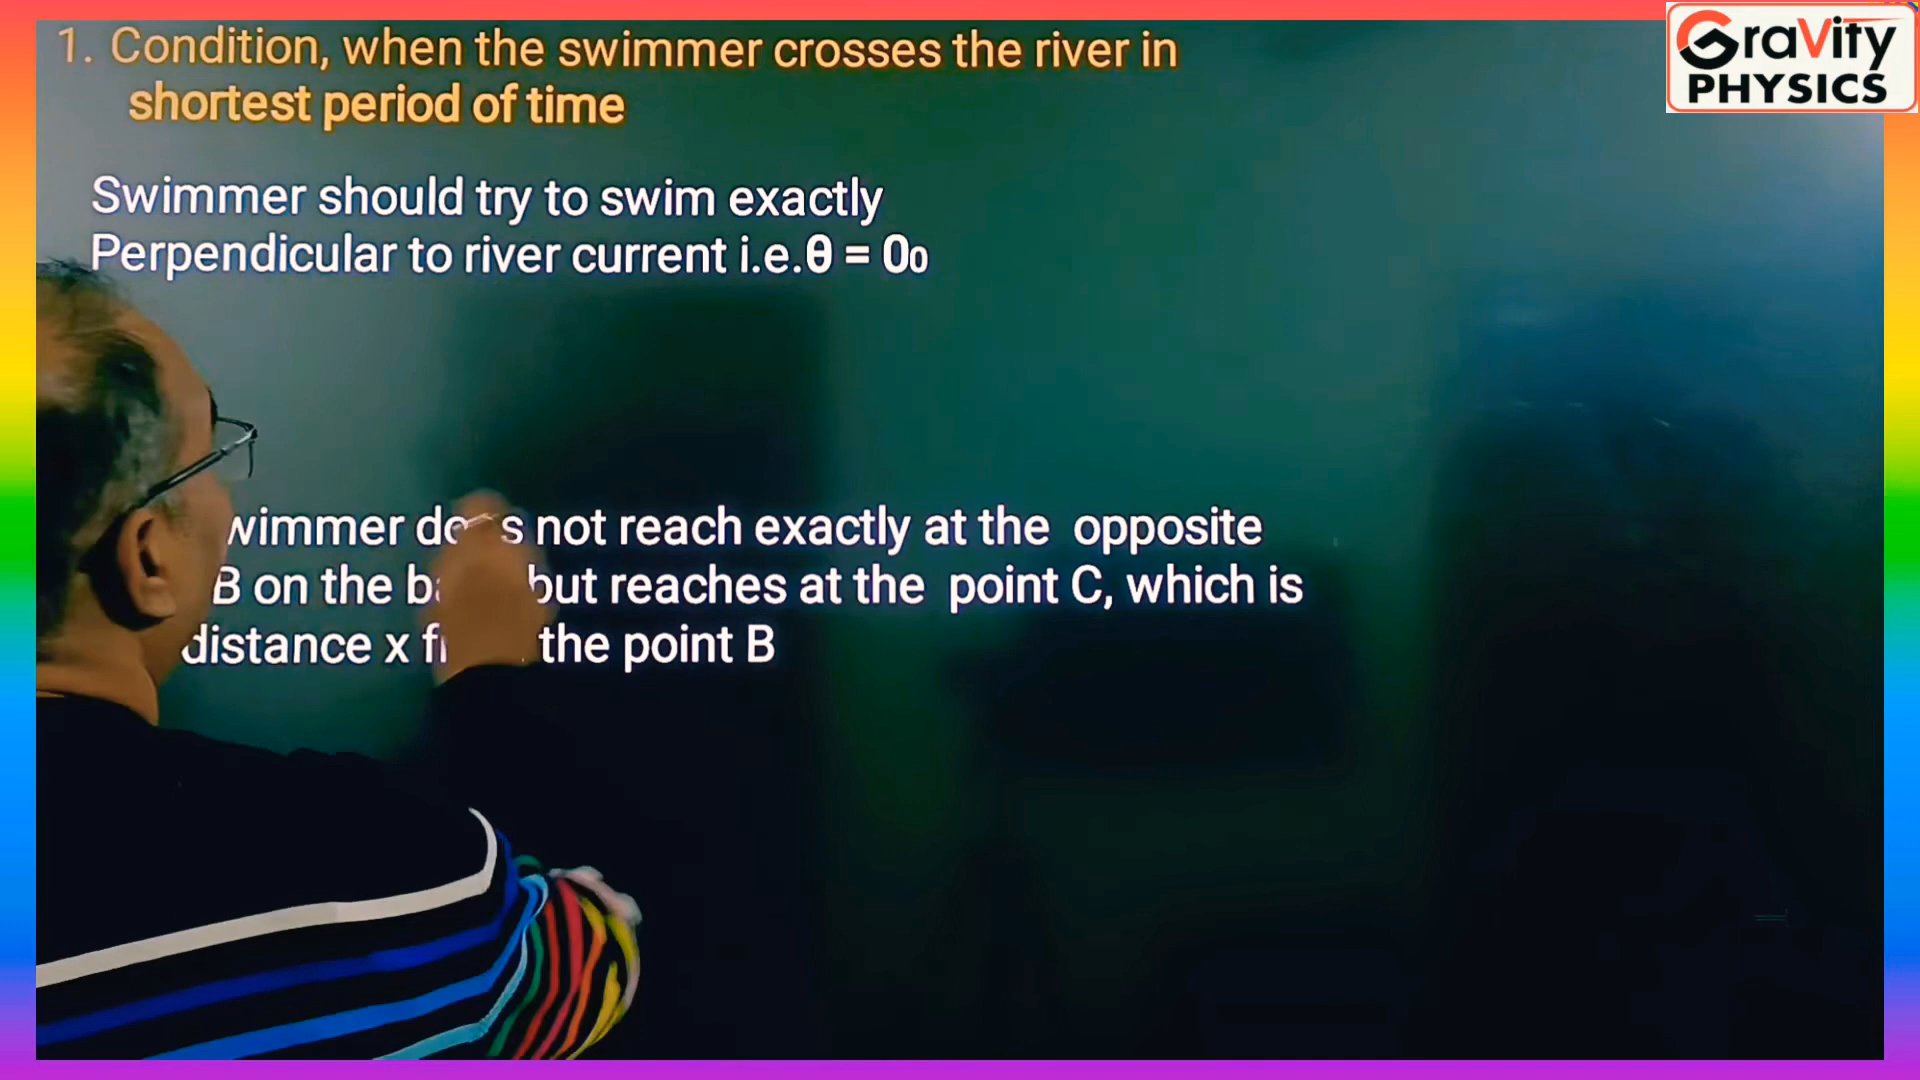 GraVity
PHYSICS
1. Condition, when the swimmer crosses the river in
shortest period of time
Swimmer should try to swim exactly
Perpendicular to river current i.e.θ = 0₀
not reach exactly at the opposite
B on the but reaches at the point C, which is
distance x the point B